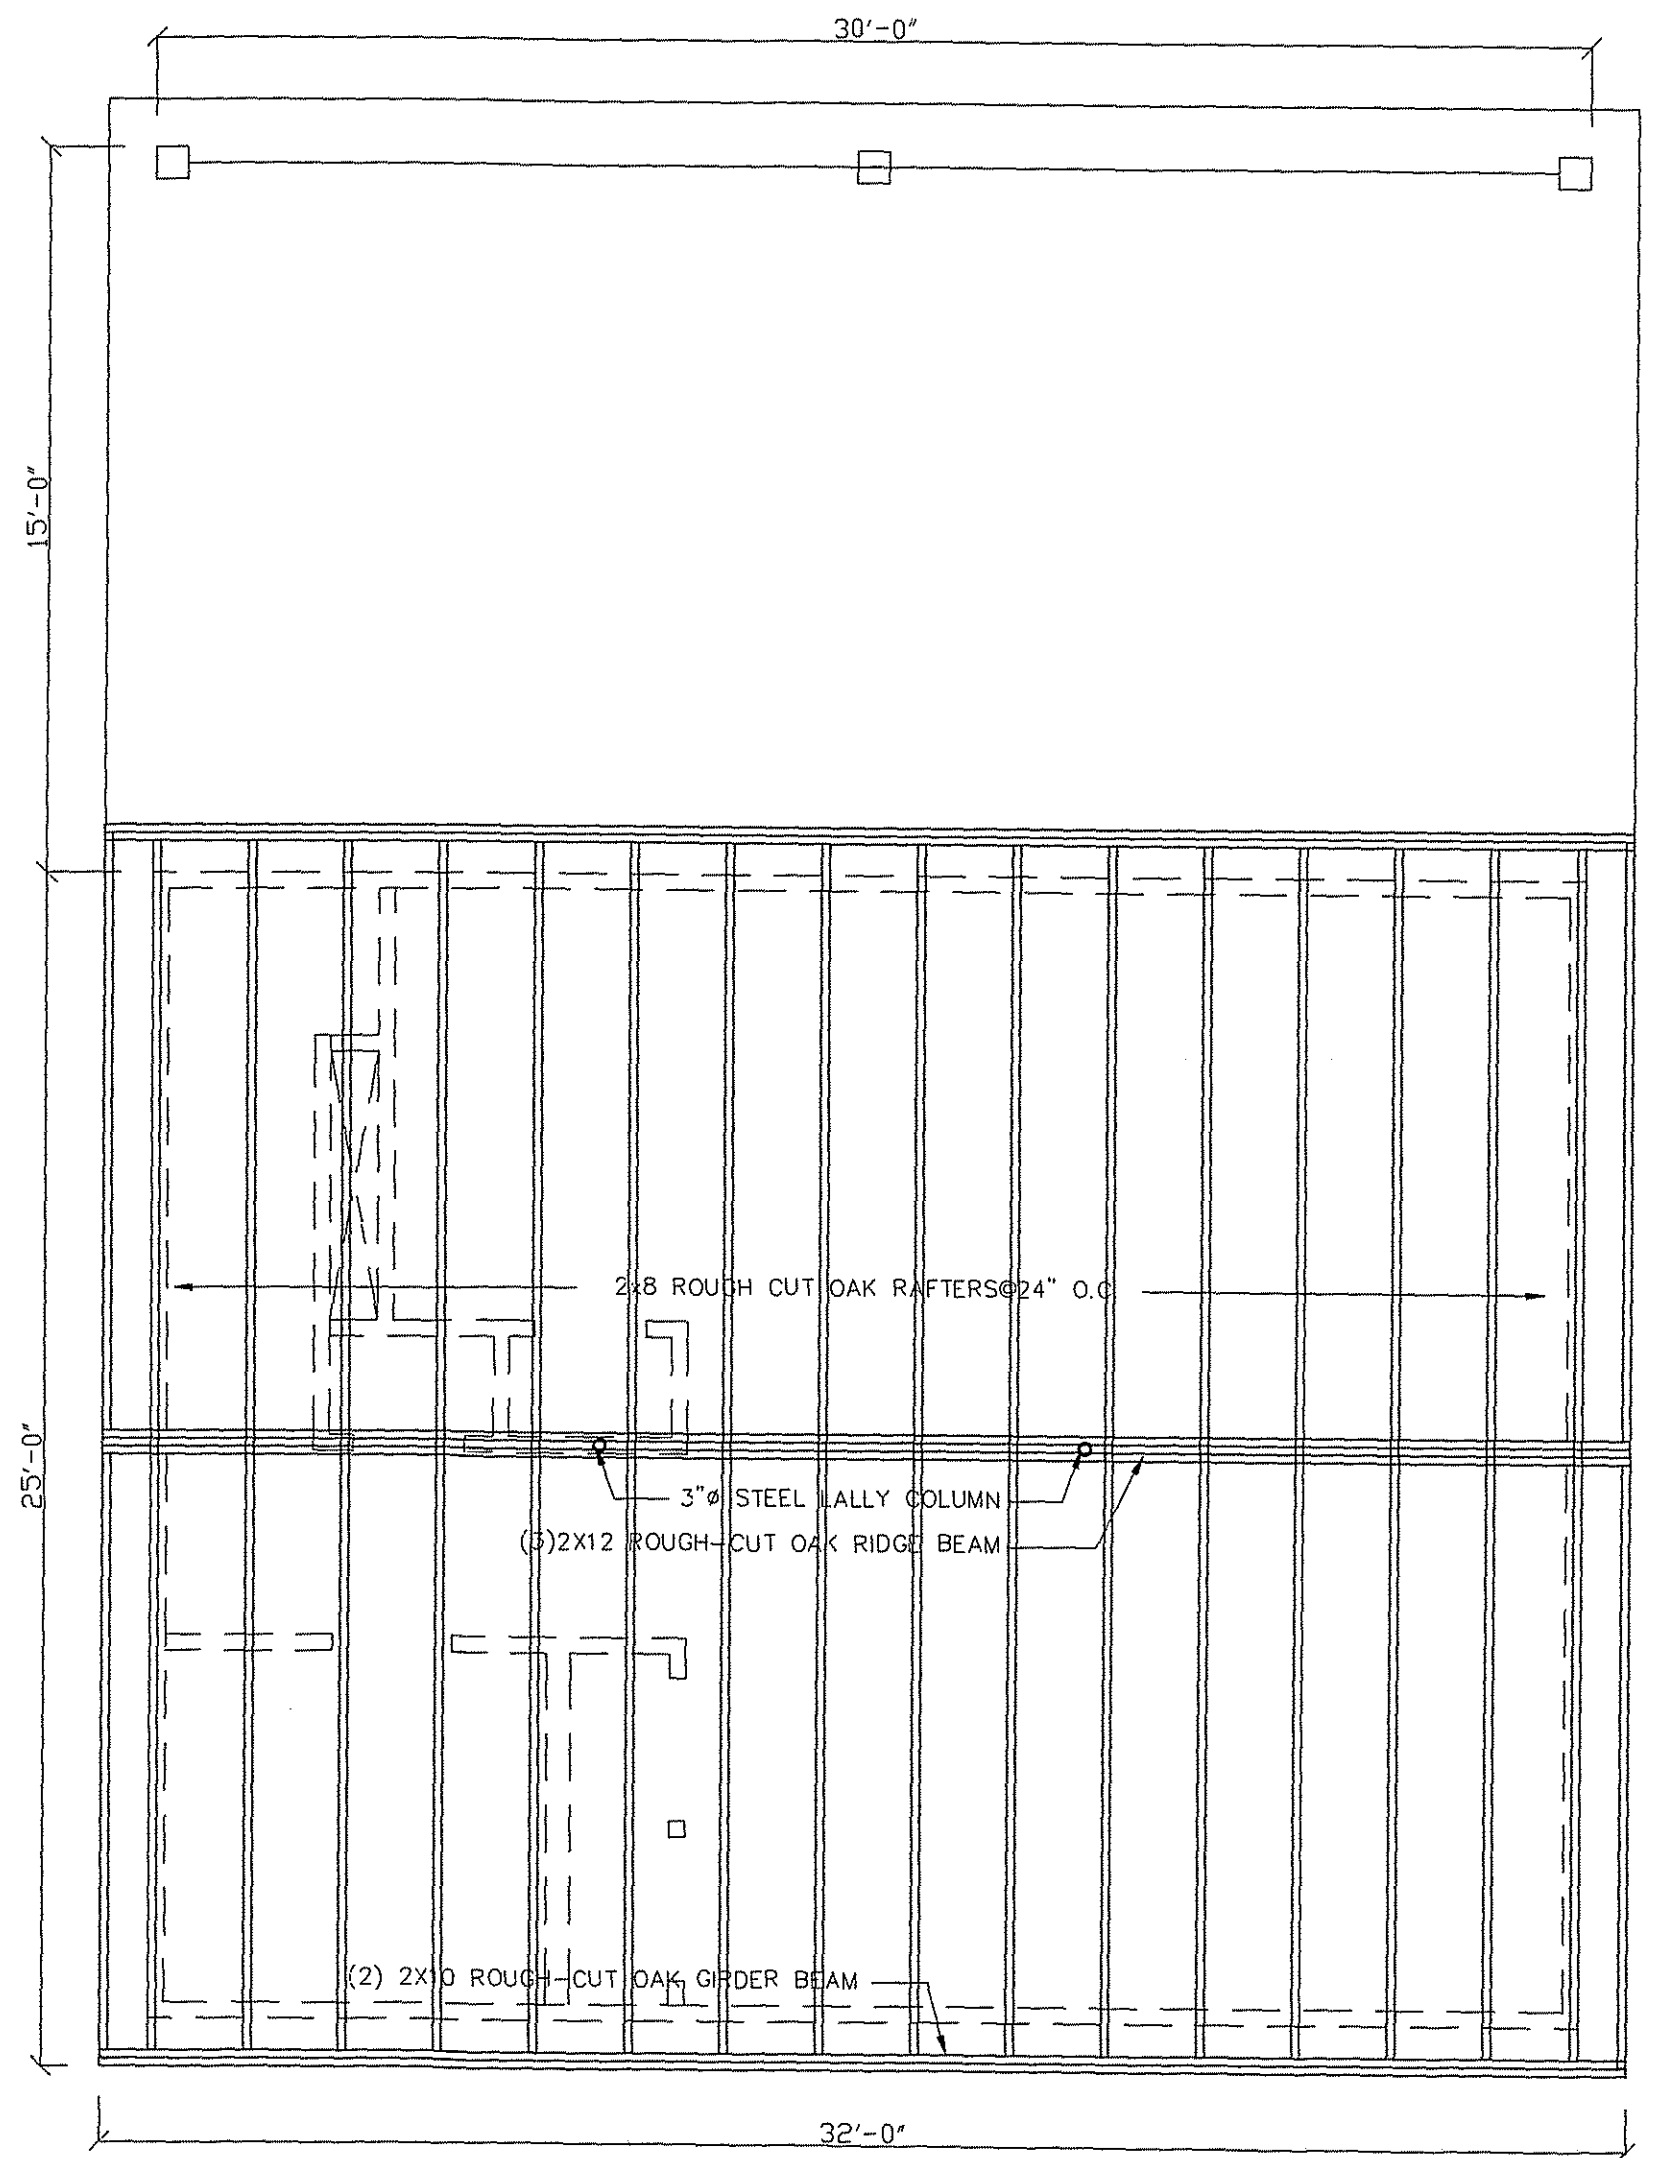 30'-0"
15'-0"
2x8 ROUGH CUT OAK RAFTERS@24" O.C
25'-0"
3"ø STEEL LALLY COLUMN
(3)2X12 ROUGH-CUT OAK RIDGE BEAM
(2) 2X10 ROUGH-CUT OAK GIRDER BEAM
32'-0"